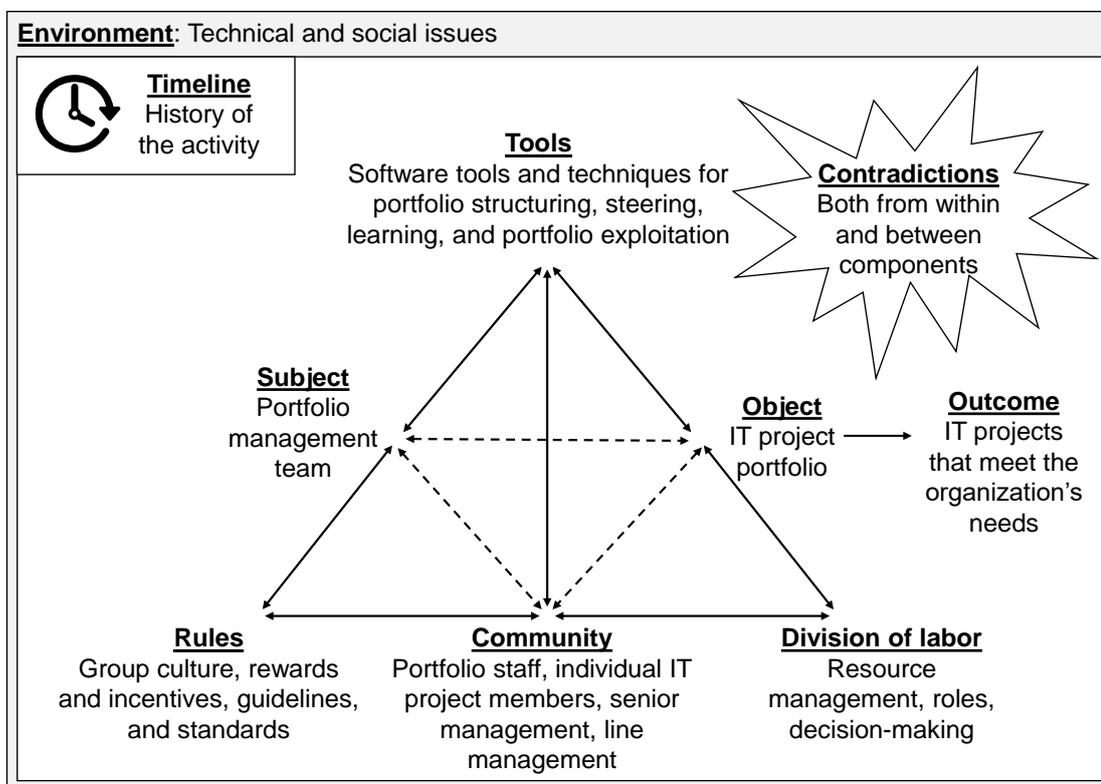 Environment: Technical and social issues
Timeline
History of
the activity
Tools
Software tools and techniques for
portfolio structuring, steering,
learning, and portfolio exploitation
Contradictions
Both from within
and between
components
Subject
Portfolio
management
team
Object
IT project
portfolio
Outcome
IT projects
that meet the
organization’s
needs
Rules
Group culture, rewards
and incentives, guidelines,
and standards
Community
Portfolio staff, individual IT
project members, senior
management, line
management
Division of labor
Resource
management, roles,
decision-making